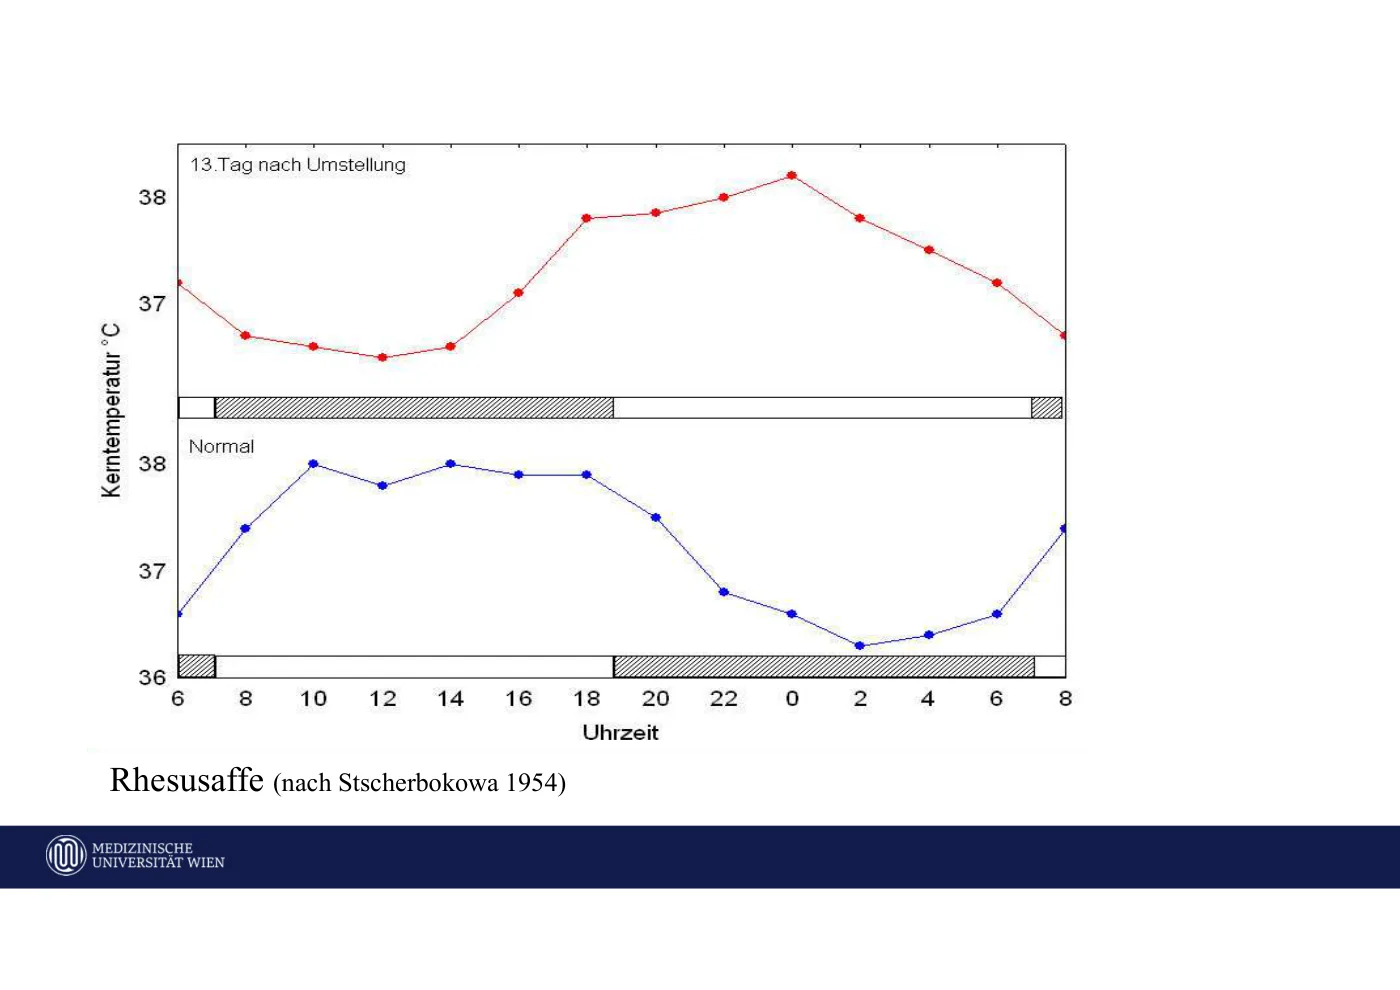 13.Tag nach Umstellung
38
37
Kerntemperatur °C
Normal
38
37
36
6 8 10 12 14 16 18 20 22 0 2 4 6 8
Uhrzeit
Rhesusaffe (nach Stscherbokowa 1954)
MEDIZINISCHE
UNIVERSITÄT WIEN